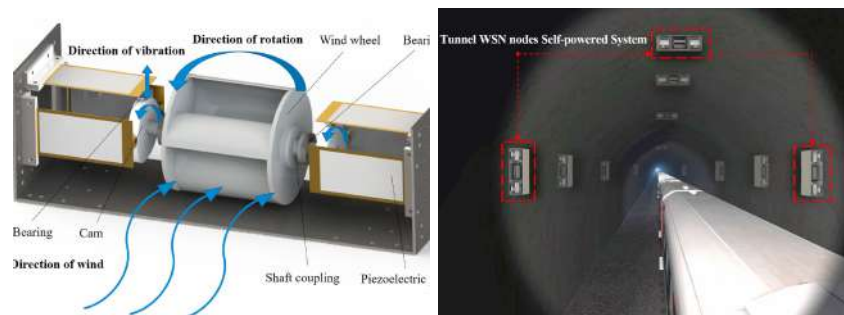 Direction of vibration
Direction of rotation
Wind wheel
Beari
Bearing
Cam
Direction of wind
Shaft coupling
Piezoelectric
Tunnel WSN nodes Self-powered System